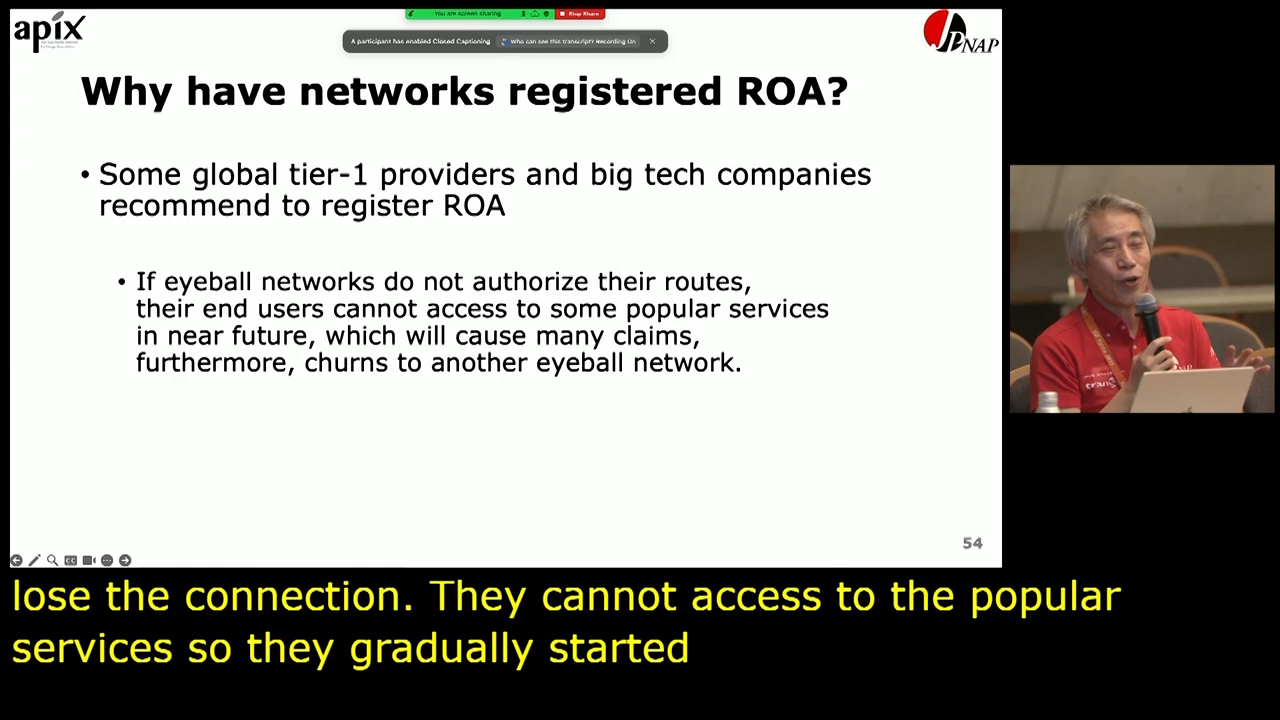 You are screen sharing
Stop Share
apix
JPNAP
A participant has enabled Closed Captioning
Who can see this transcript? Recording On
Why have networks registered ROA?
• Some global tier-1 providers and big tech companies
recommend to register ROA
• If eyeball networks do not authorize their routes,
their end users cannot access to some popular services
in near future, which will cause many claims,
furthermore, churns to another eyeball network.
54
lose the connection. They cannot access to the popular
services so they gradually started